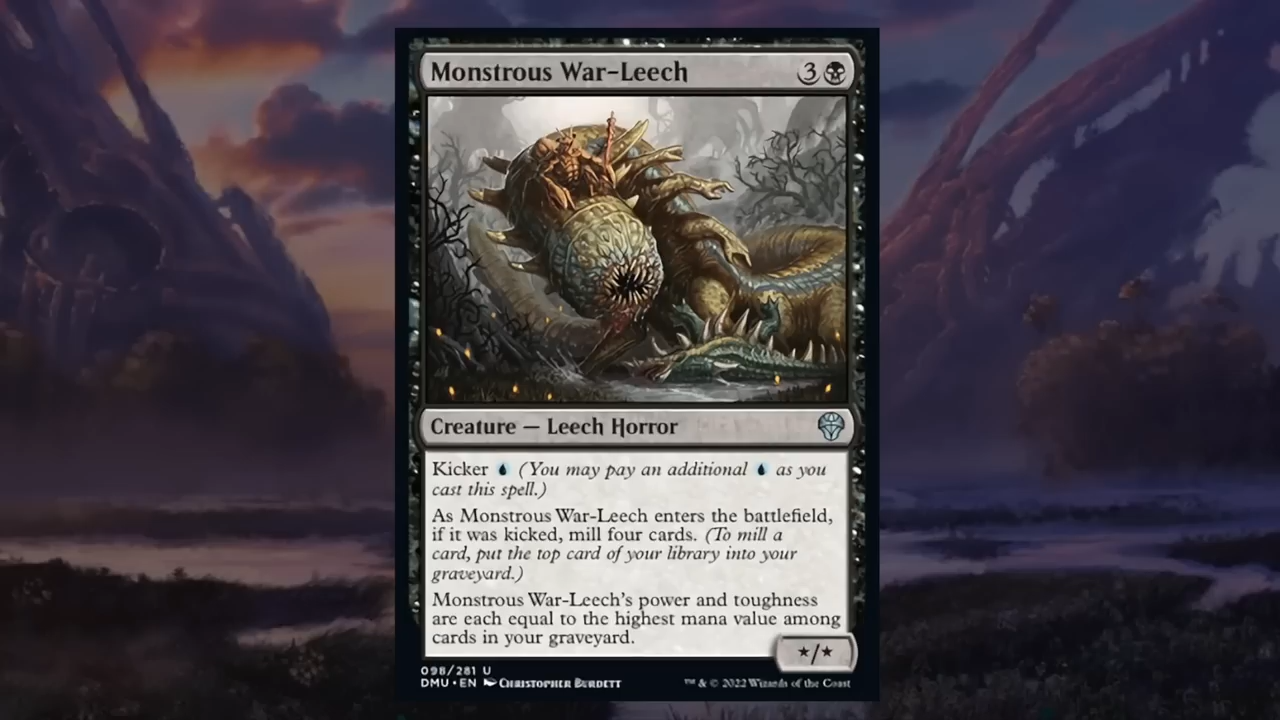 Monstrous War-Leech 3
Creature — Leech Horror
Kicker (You may pay an additional as you
cast this spell.)
As Monstrous War-Leech enters the battlefield,
if it was kicked, mill four cards. (To mill a
card, put the top card of your library into your
graveyard.)
Monstrous War-Leech's power and toughness
are each equal to the highest mana value among
cards in your graveyard.
★/★
098/281 U
DMU • EN Christopher Burdett ™ & © 2022 Wizards of the Coast